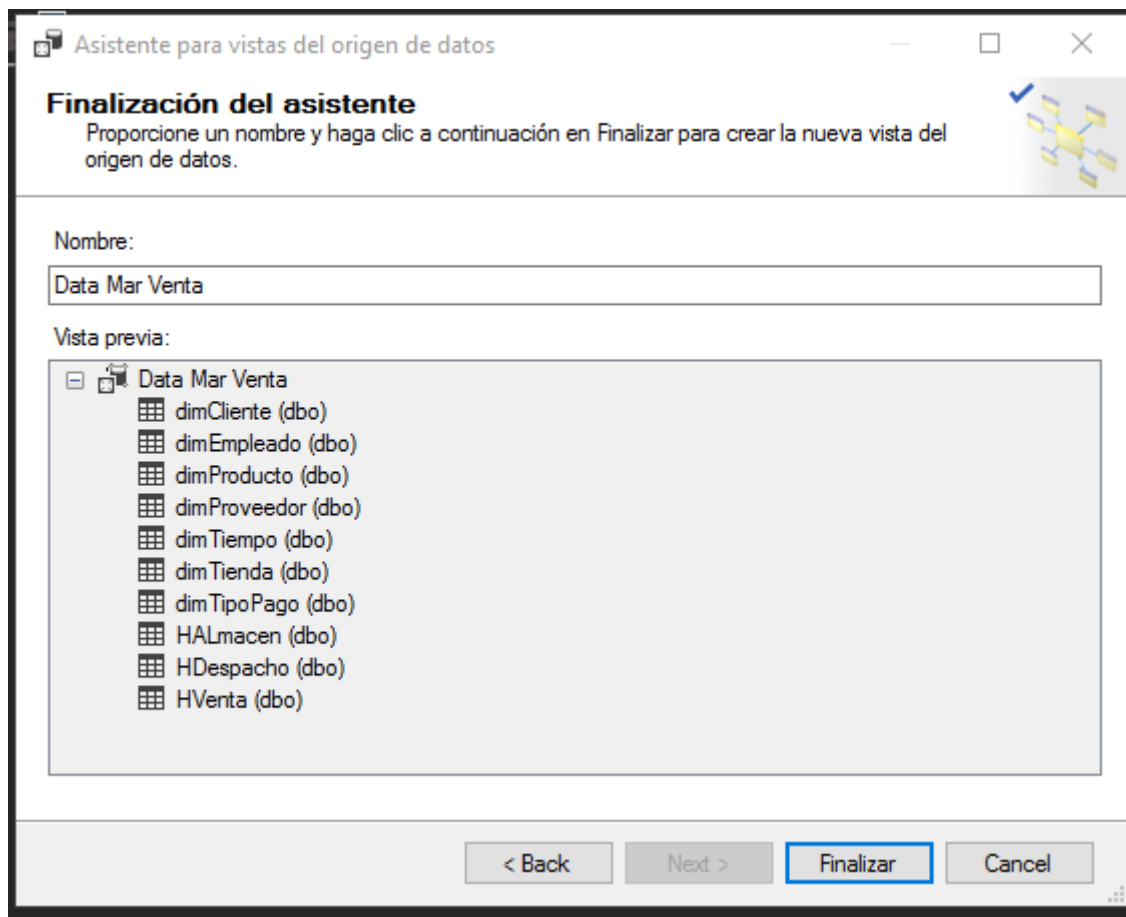 Asistente para vistas del origen de datos
Finalización del asistente
Proporcione un nombre y haga clic a continuación en Finalizar para crear la nueva vista del
origen de datos.
Nombre:
Data Mar Venta
Vista previa:
Data Mar Venta
dimCliente (dbo)
dimEmpleado (dbo)
dimProducto (dbo)
dimProveedor (dbo)
dimTiempo (dbo)
dimTienda (dbo)
dimTipoPago (dbo)
HALmacen (dbo)
HDespacho (dbo)
HVenta (dbo)
< Back Next > Finalizar Cancel